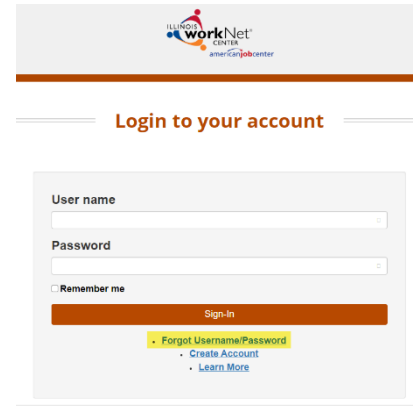 ILLINOIS
workNet
CENTER
americanjobcenter
Login to your account
User name
Password
Remember me
Sign-In
Forgot Username/Password
Create Account
Learn More